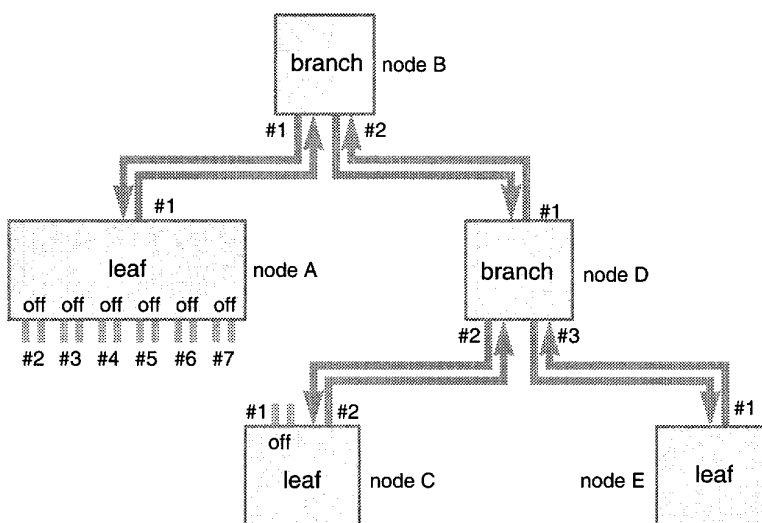 branch node B
#1 #2
#1 #1
leaf node A
branch node D
off off off off off off
#2 #3 #4 #5 #6 #7
#2 #3
#1 #2 #1
off
leaf node C
node E leaf